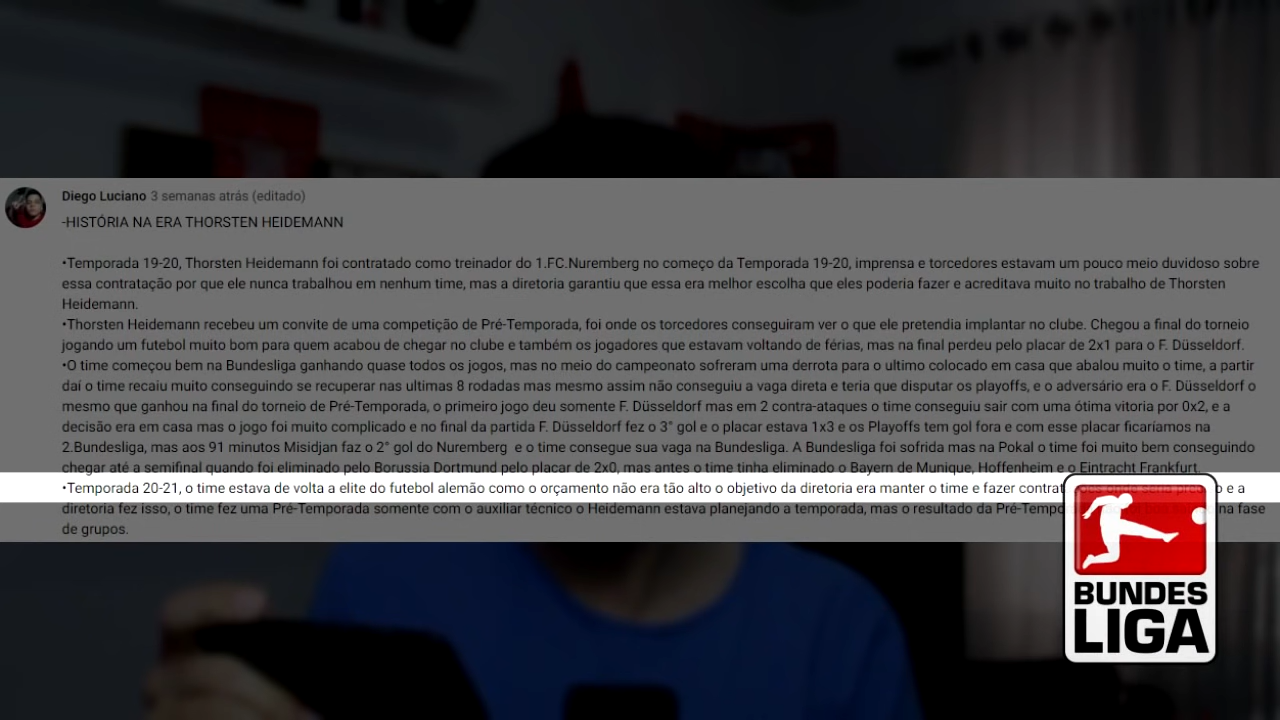 Diego Luciano 3 semanas atrás (editado)
-HISTÓRIA NA ERA THORSTEN HEIDEMANN
•Temporada 19-20, Thorsten Heidemann foi contratado como treinador do 1.FC.Nuremberg no começo da Temporada 19-20, imprensa e torcedores estavam um pouco meio duvidoso sobre
essa contratação por que ele nunca trabalhou em nenhum time, mas a diretoria garantiu que essa era melhor escolha que eles poderia fazer e acreditava muito no trabalho de Thorsten
Heidemann.
•Thorsten Heidemann recebeu um convite de uma competição de Pré-Temporada, foi onde os torcedores conseguiram ver o que ele pretendia implantar no clube. Chegou a final do torneio
jogando um futebol muito bom para quem acabou de chegar no clube e também os jogadores que estavam voltando de férias, mas na final perdeu pelo placar de 2x1 para o F. Düsseldorf.
•O time começou bem na Bundesliga ganhando quase todos os jogos, mas no meio do campeonato sofreram uma derrota para o ultimo colocado em casa que abalou muito o time, a partir
daí o time recaiu muito conseguindo se recuperar nas ultimas 8 rodadas mas mesmo assim não conseguiu a vaga direta e teria que disputar os playoffs, e o adversário era o F. Düsseldorf o
mesmo que ganhou na final do torneio de Pré-Temporada, o primeiro jogo deu somente F. Düsseldorf mas em 2 contra-ataques o time conseguiu sair com uma ótima vitoria por 0x2, e a
decisão era em casa mas o jogo foi muito complicado e no final da partida F. Düsseldorf fez o 3° gol e o placar estava 1x3 e os Playoffs tem gol fora e com esse placar ficaríamos na
2.Bundesliga, mas aos 91 minutos Misidjan faz o 2° gol do Nuremberg e o time consegue sua vaga na Bundesliga. A Bundesliga foi sofrida mas na Pokal o time foi muito bem conseguindo
chegar até a semifinal quando foi eliminado pelo Borussia Dortmund pelo placar de 2x0, mas antes o time tinha eliminado o Bayern de Munique, Hoffenheim e o Eintracht Frankfurt.
•Temporada 20-21, o time estava de volta a elite do futebol alemão como o orçamento não era tão alto o objetivo da diretoria era manter o time e fazer e a
diretoria fez isso, o time fez uma Pré-Temporada somente com o auxiliar técnico o Heidemann estava planejando a temporada, mas o resultado da na fase
de grupos.
BUNDES
LIGA